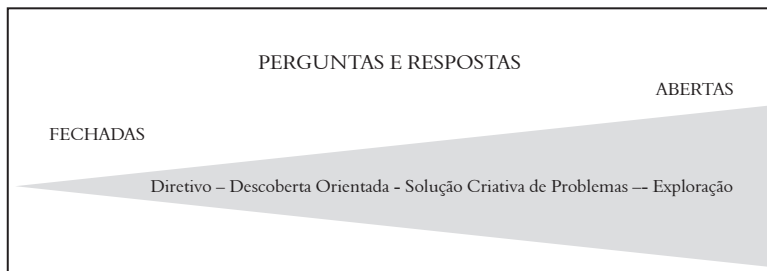 PERGUNTAS E RESPOSTAS
ABERTAS
FECHADAS
Diretivo – Descoberta Orientada - Solução Criativa de Problemas –- Exploração